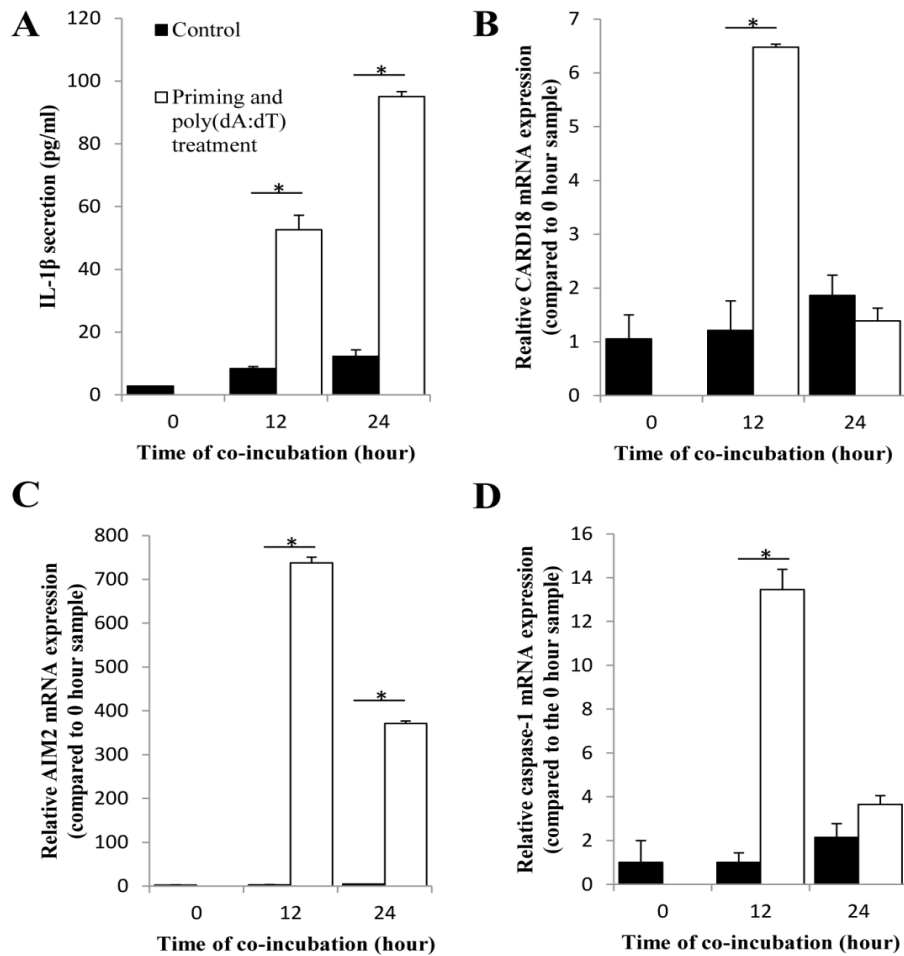 A
Control
Priming and
poly(dA:dT)
treatment
IL-1β secretion (pg/ml)
120
100
80
60
40
20
0
*
*
0 12 24
Time of co-incubation (hour)
B
Realtive CARD18 mRNA expression
(compared to 0 hour sample)
7
6
5
4
3
2
1
0
*
0 12 24
Time of co-incubation (hour)
C
Relative AIM2 mRNA expression
(compared to 0 hour sample)
800
700
600
500
400
300
200
100
0
*
*
0 12 24
Time of co-incubation (hour)
D
Relative caspase-1 mRNA expression
(compared to the 0 hour sample)
16
14
12
10
8
6
4
2
0
*
0 12 24
Time of co-incubation (hour)